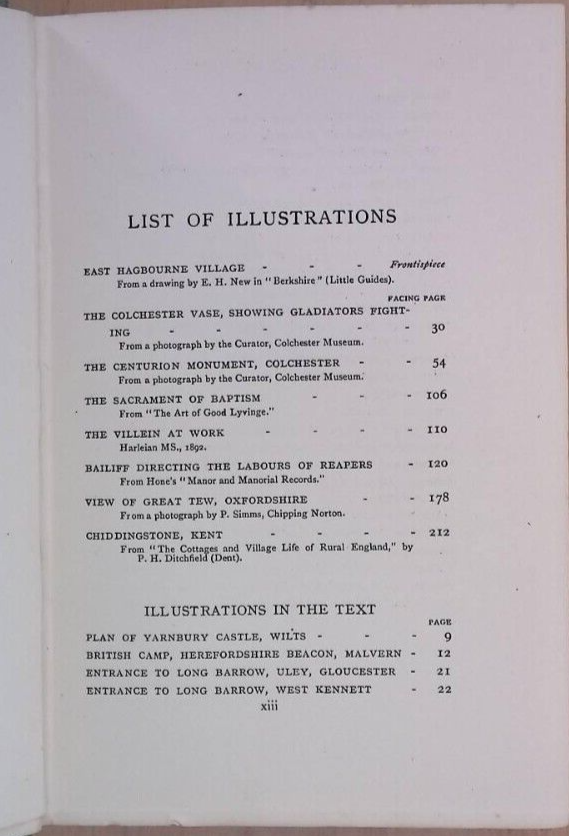 LIST OF ILLUSTRATIONS
EAST HAGBOURNE VILLAGE - - - Frontispiece
From a drawing by E. H. New in "Berkshire" (Little Guides).
FACING PAGE
THE COLCHESTER VASE, SHOWING GLADIATORS FIGHT-
ING - - - - - - 30
From a photograph by the Curator, Colchester Museum.
THE CENTURION MONUMENT, COLCHESTER - - 54
From a photograph by the Curator, Colchester Museum.
THE SACRAMENT OF BAPTISM - - - 106
From "The Art of Good Lyvinge."
THE VILLEIN AT WORK - - - - 110
Harleian MS., 1892.
BAILIFF DIRECTING THE LABOURS OF REAPERS - 120
From Hone's "Manor and Manorial Records."
VIEW OF GREAT TEW, OXFORDSHIRE - - 178
From a photograph by P. Simms, Chipping Norton.
CHIDDINGSTONE, KENT - - - - 212
From "The Cottages and Village Life of Rural England," by
P. H. Ditchfield (Dent).
ILLUSTRATIONS IN THE TEXT
PAGE
PLAN OF YARNBURY CASTLE, WILTS - - - 9
BRITISH CAMP, HEREFORDSHIRE BEACON, MALVERN - 12
ENTRANCE TO LONG BARROW, ULEY, GLOUCESTER - 21
ENTRANCE TO LONG BARROW, WEST KENNETT - 22
xiii